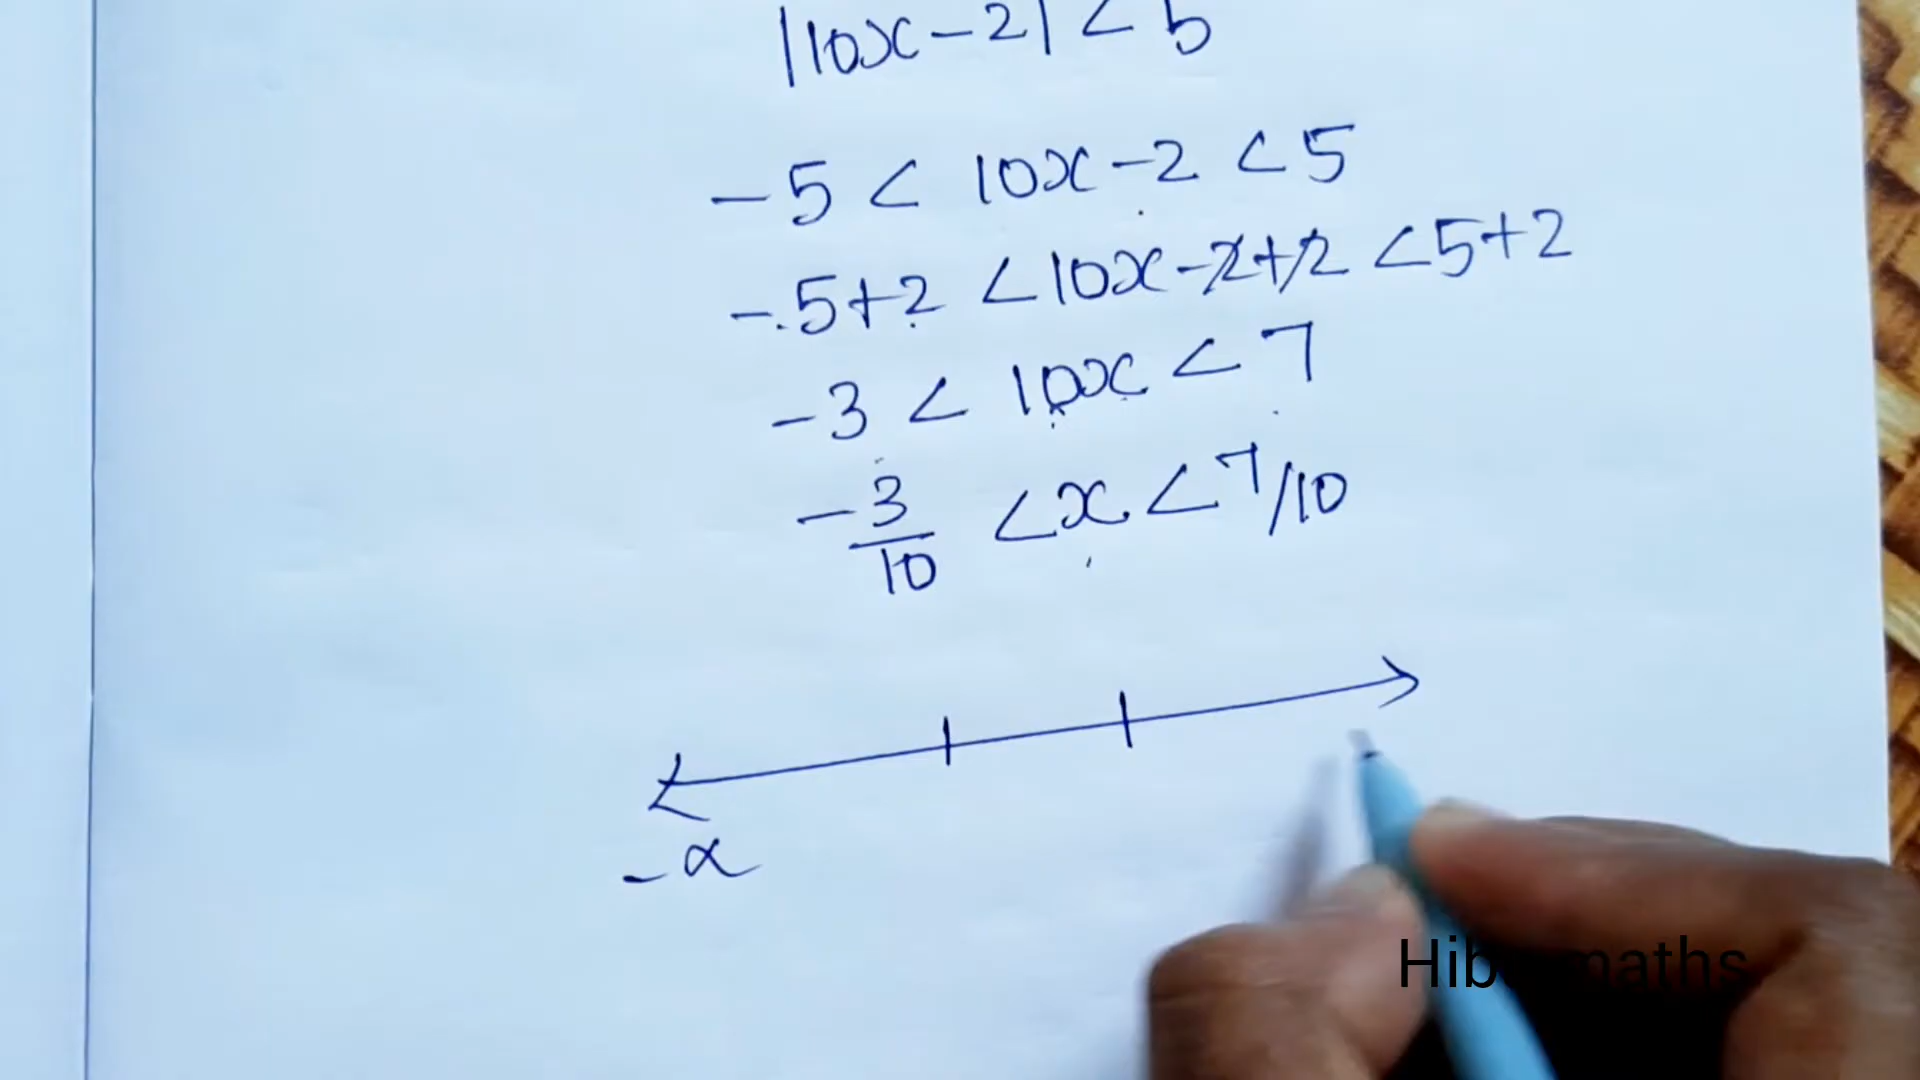 |10x-2| < 5
-5 < 10x-2 < 5
-5+2 < 10x-2+2 < 5+2
-3 < 10x < 7
-3/10 < x < 7/10
-α